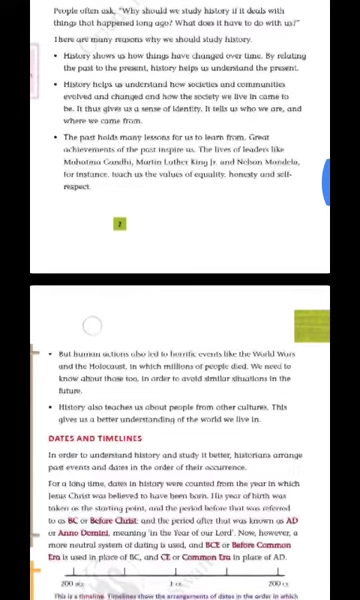 People often ask, "Why should we study history if it deals with
things that happened long ago? What does it have to do with us?"
There are many reasons why we should study history.
• History shows us how things have changed over time. By relating
the past to the present, history helps us understand the present.
• History helps us understand how societies and communities
evolved and changed and how the society we live in came to
be. It thus gives us a sense of identity. It tells us who we are, and
where we came from.
• The past holds many lessons for us to learn from. Great
achievements of the past inspire us. The lives of leaders like
Mahatma Gandhi, Martin Luther King Jr. and Nelson Mandela,
for instance, teach us the values of equality, honesty and self-
respect.
2
• But human actions also led to horrific events like the World Wars
and the Holocaust, in which millions of people died. We need to
know about those too, in order to avoid similar situations in the
future.
• History also teaches us about people from other cultures. This
gives us a better understanding of the world we live in.
DATES AND TIMELINES
In order to understand history and study it better, historians arrange
past events and dates in the order of their occurrence.
For a long time, dates in history were counted from the year in which
Jesus Christ was believed to have been born. His year of birth was
taken as the starting point, and the period before that was referred
to as BC or Before Christ; and the period after that was known as AD
or Anno Domini, meaning 'in the Year of our Lord'. Now, however, a
more neutral system of dating is used, and BCE or Before Common
Era is used in place of BC, and CE or Common Era in place of AD.
200 BCE 1 CE 200 CE
This is a timeline. Timelines show the arrangements of dates in the order in which